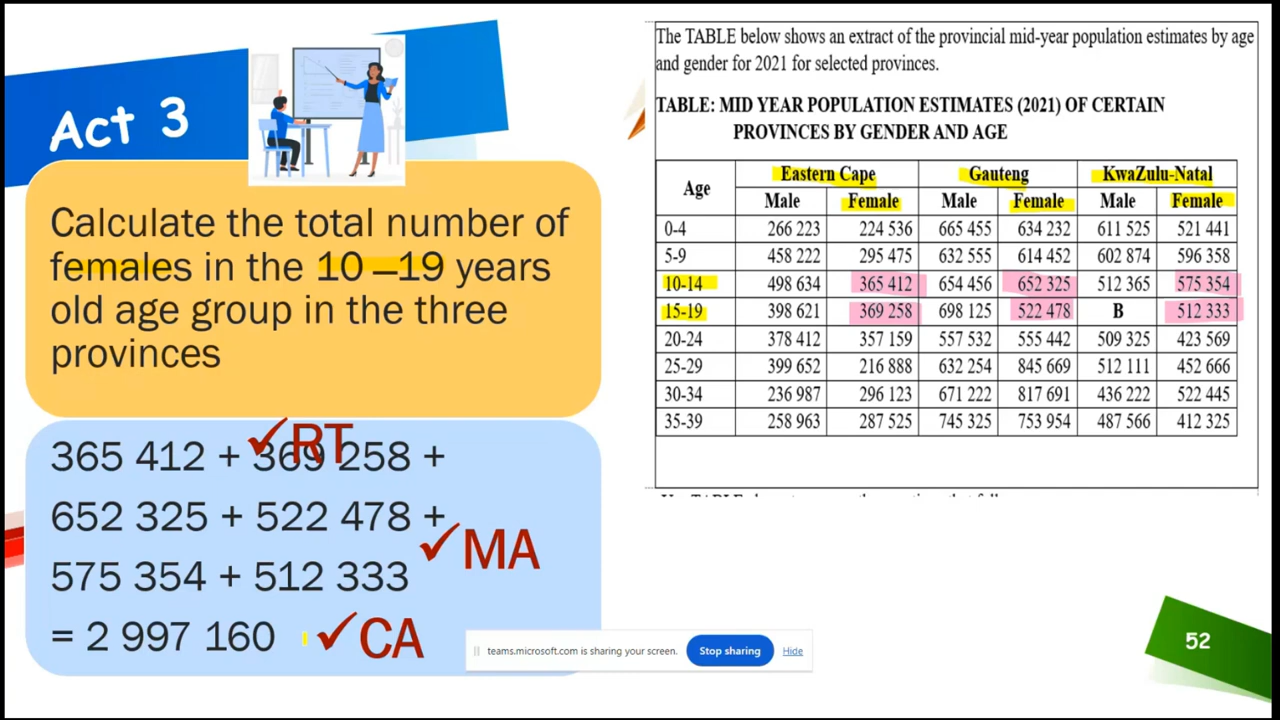 Act 3
Calculate the total number of
females in the 10 –19 years
old age group in the three
provinces
365 412 + 369 258 +
✓RT
652 325 + 522 478 +
✓MA
575 354 + 512 333
= 2 997 160 ✓CA
The TABLE below shows an extract of the provincial mid-year population estimates by age
and gender for 2021 for selected provinces.
TABLE: MID YEAR POPULATION ESTIMATES (2021) OF CERTAIN
PROVINCES BY GENDER AND AGE
Age Eastern Cape Gauteng KwaZulu-Natal
Male Female Male Female Male Female
0-4 266 223 224 536 665 455 634 232 611 525 521 441
5-9 458 222 295 475 632 555 614 452 602 874 596 358
10-14 498 634 365 412 654 456 652 325 512 365 575 354
15-19 398 621 369 258 698 125 522 478 B 512 333
20-24 378 412 357 159 557 532 555 442 509 325 423 569
25-29 399 652 216 888 632 254 845 669 512 111 452 666
30-34 236 987 296 123 671 222 817 691 436 222 522 445
35-39 258 963 287 525 745 325 753 954 487 566 412 325
teams.microsoft.com is sharing your screen. Stop sharing Hide
52